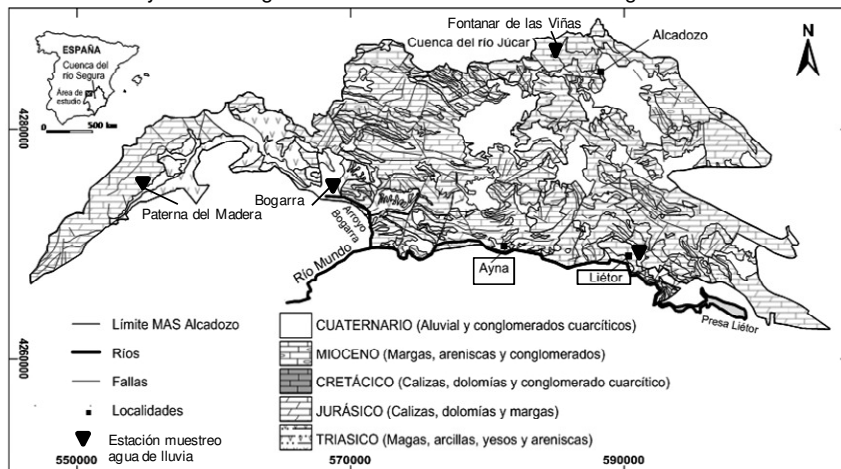 Fontanar de las Viñas
Cuenca del río Júcar
Alcadozo
N
ESPAÑA
Cuenca del
río Segura
Área de
estudio
0 500 km
4280000
Paterna del Madera
Bogarra
Arroyo
Bogarra
Río Mundo
Ayna
Liétor
Presa Liétor
4260000
Límite MAS Alcadozo
Ríos
Fallas
Localidades
Estación muestreo
agua de lluvia
CUATERNARIO (Aluvial y conglomerados cuarcíticos)
MIOCENO (Margas, areniscas y conglomerados)
CRETÁCICO (Calizas, dolomías y conglomerado cuarcítico)
JURÁSICO (Calizas, dolomías y margas)
TRIASICO (Magas, arcillas, yesos y areniscas)
550000
570000
590000